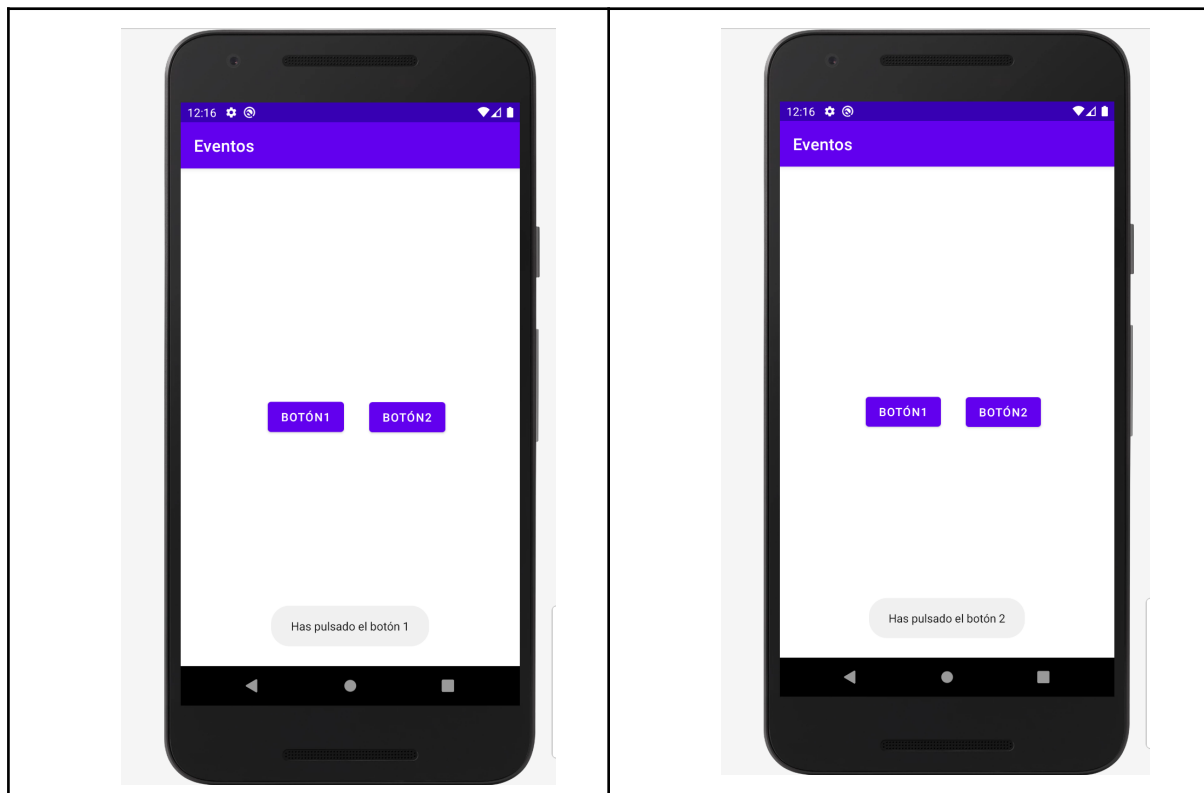 12:16
Eventos
BOTÓN1 BOTÓN2
Has pulsado el botón 1
12:16
Eventos
BOTÓN1 BOTÓN2
Has pulsado el botón 2